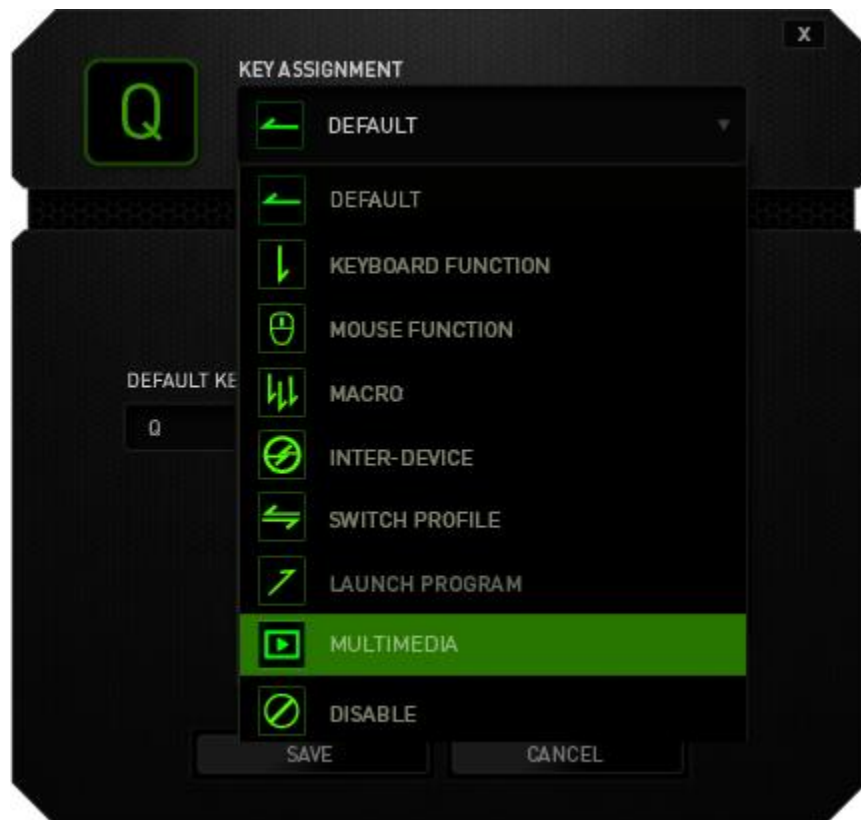 X
KEY ASSIGNMENT
Q
DEFAULT
DEFAULT
KEYBOARD FUNCTION
MOUSE FUNCTION
DEFAULT KE
MACRO
Q
INTER-DEVICE
SWITCH PROFILE
LAUNCH PROGRAM
MULTIMEDIA
DISABLE
SAVE CANCEL